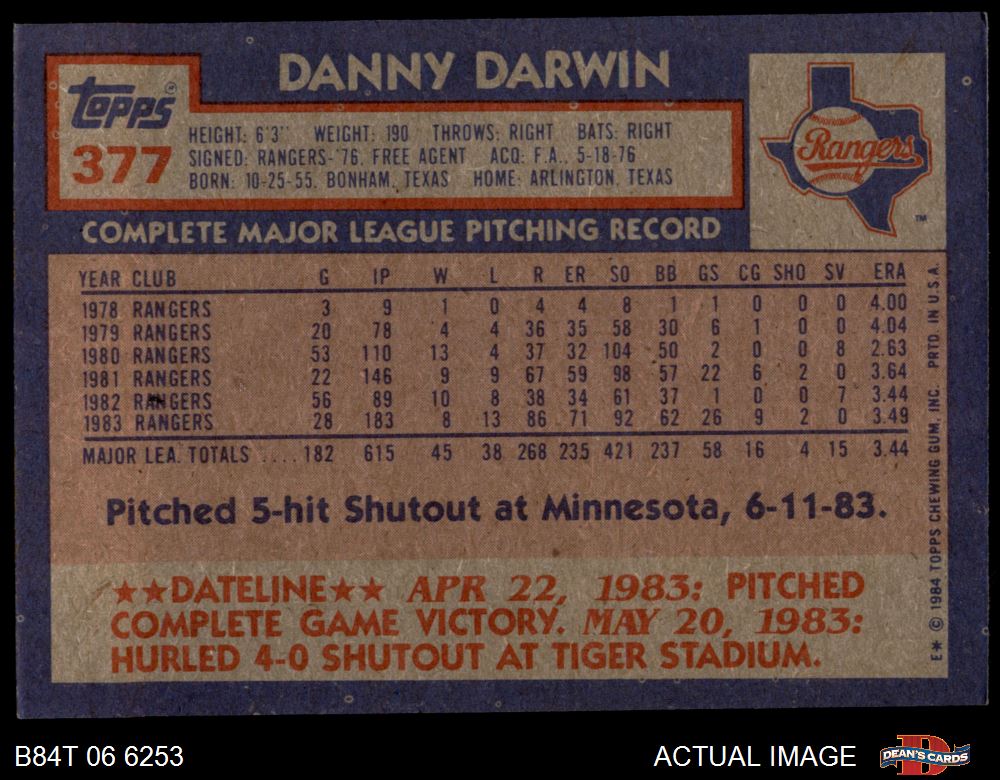 DANNY DARWIN
topps®
377
HEIGHT: 6'3" WEIGHT: 190 THROWS: RIGHT BATS: RIGHT
SIGNED: RANGERS-'76, FREE AGENT ACQ: F.A., 5-18-76
BORN: 10-25-55, BONHAM, TEXAS HOME: ARLINGTON, TEXAS
Rangers
TM
COMPLETE MAJOR LEAGUE PITCHING RECORD
YEAR CLUB G IP W L R ER SO BB GS CG SHO SV ERA
1978 RANGERS 3 9 1 0 4 4 8 1 1 0 0 0 4.00
1979 RANGERS 20 78 4 4 36 35 58 30 6 1 0 0 4.04
1980 RANGERS 53 110 13 4 37 32 104 50 2 0 0 8 2.63
1981 RANGERS 22 146 9 9 67 59 98 57 22 6 2 0 3.64
1982 RANGERS 56 89 10 8 38 34 61 37 1 0 0 7 3.44
1983 RANGERS 28 183 8 13 86 71 92 62 26 9 2 0 3.49
MAJOR LEA. TOTALS .... 182 615 45 38 268 235 421 237 58 16 4 15 3.44
Pitched 5-hit Shutout at Minnesota, 6-11-83.
★★DATELINE★★ APR 22, 1983: PITCHED
COMPLETE GAME VICTORY. MAY 20, 1983:
HURLED 4-0 SHUTOUT AT TIGER STADIUM.
E* © 1984 TOPPS CHEWING GUM, INC. PRTD. IN U.S.A.
B84T 06 6253
ACTUAL IMAGE
D
DEAN'S CARDS